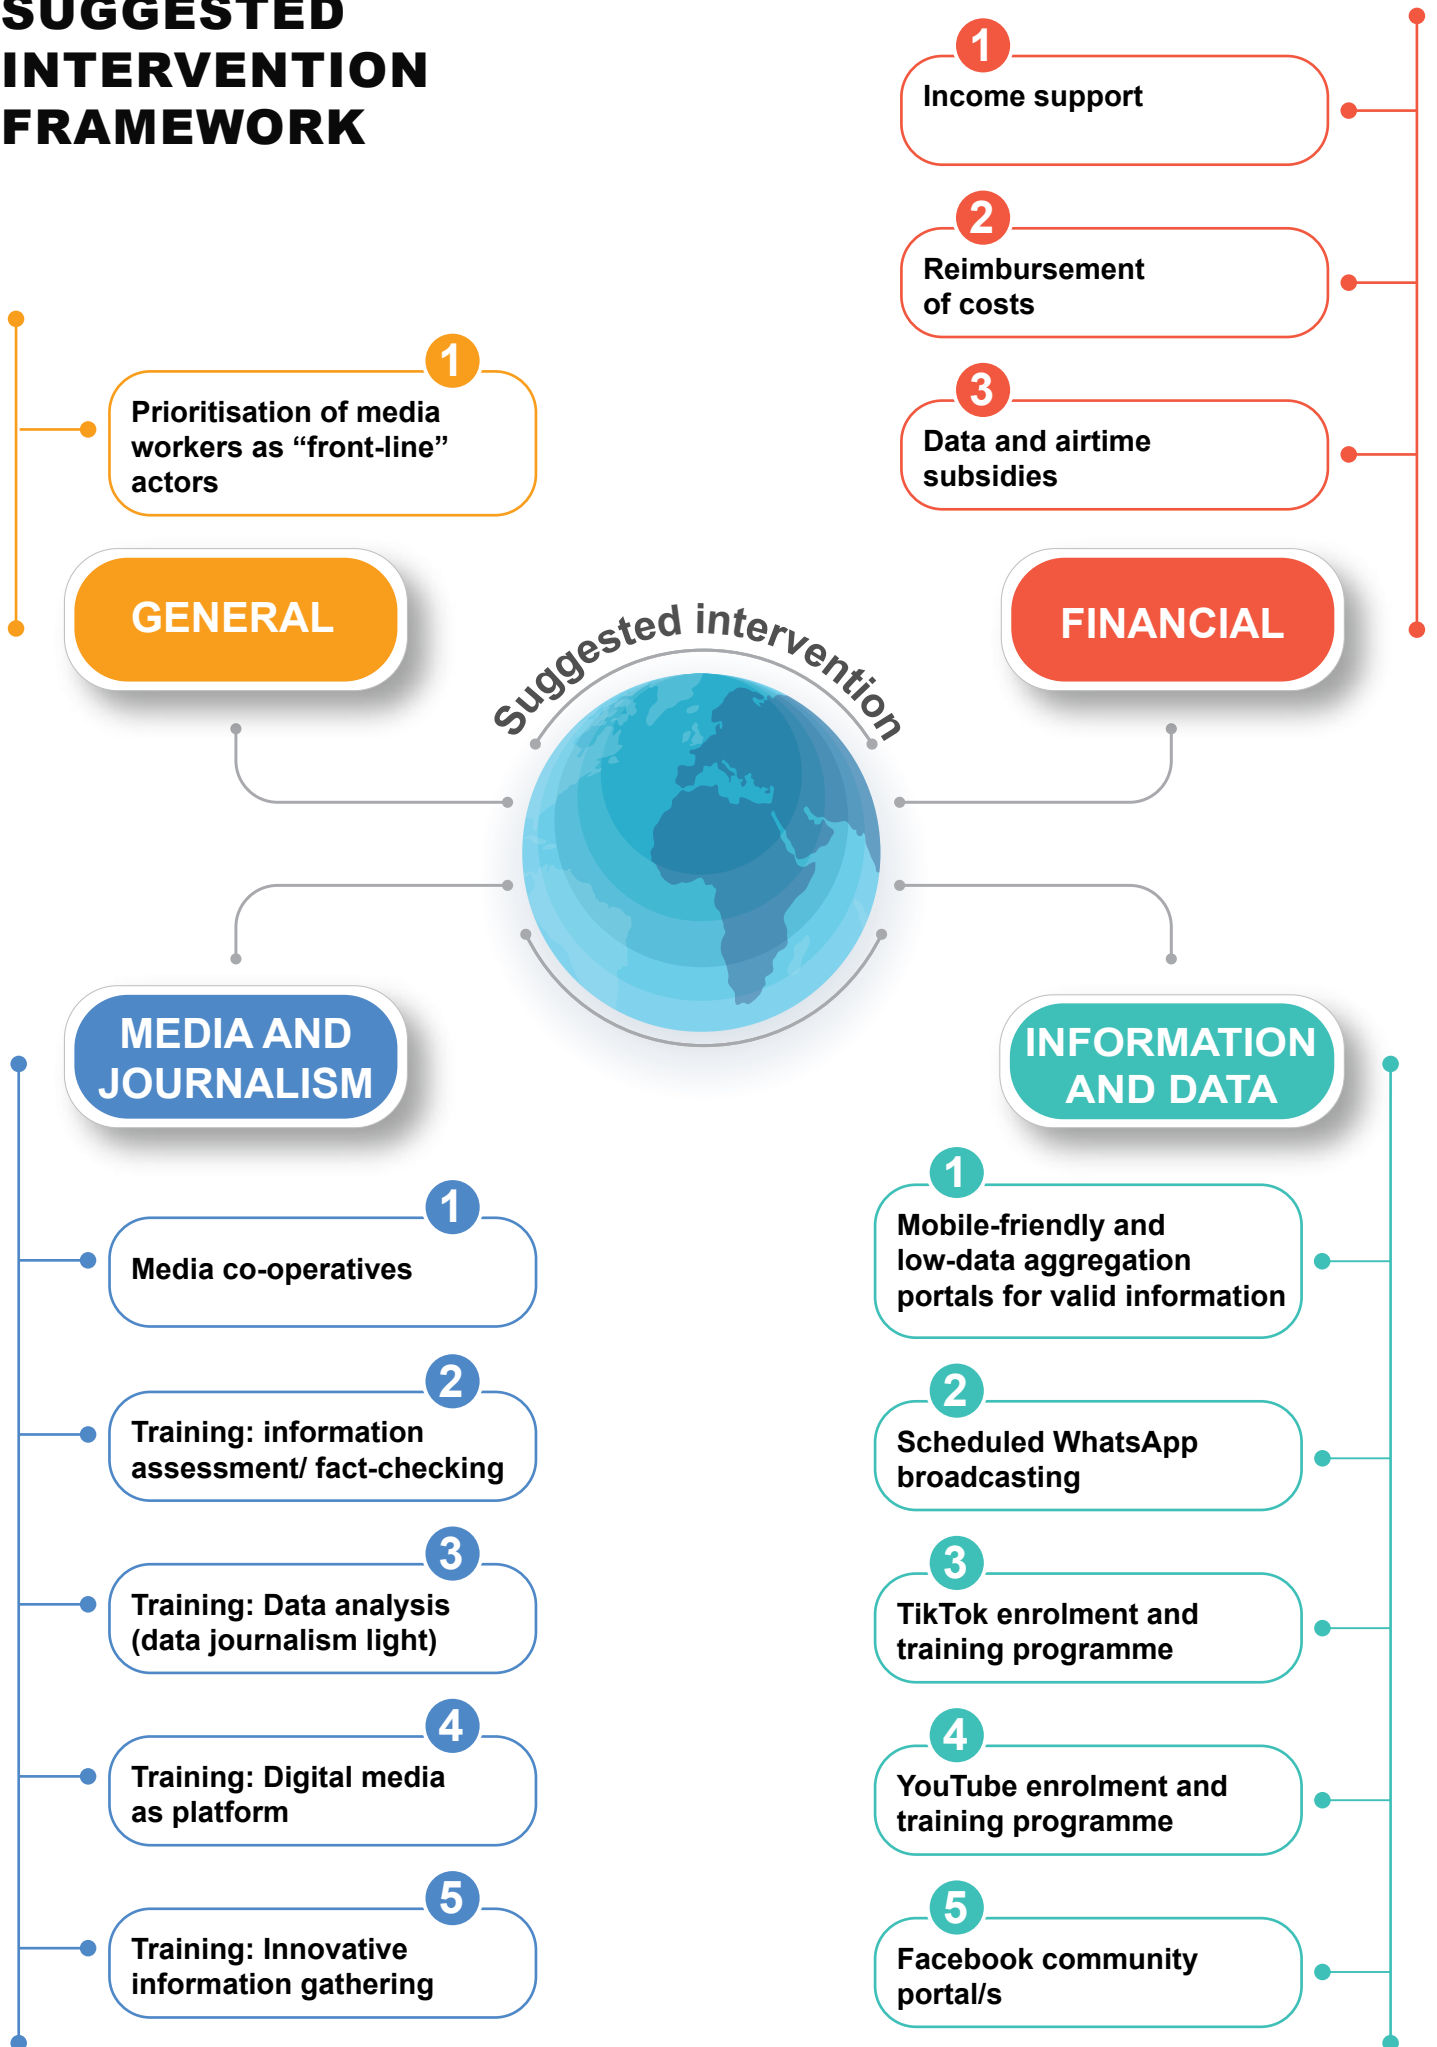 SUGGESTED
INTERVENTION
FRAMEWORK
1
Prioritisation of media
workers as “front-line”
actors
GENERAL
1
Income support
2
Reimbursement
of costs
3
Data and airtime
subsidies
FINANCIAL
Suggested intervention
MEDIA AND
JOURNALISM
1
Media co-operatives
2
Training: information
assessment/ fact-checking
3
Training: Data analysis
(data journalism light)
4
Training: Digital media
as platform
5
Training: Innovative
information gathering
INFORMATION
AND DATA
1
Mobile-friendly and
low-data aggregation
portals for valid information
2
Scheduled WhatsApp
broadcasting
3
TikTok enrolment and
training programme
4
YouTube enrolment and
training programme
5
Facebook community
portal/s